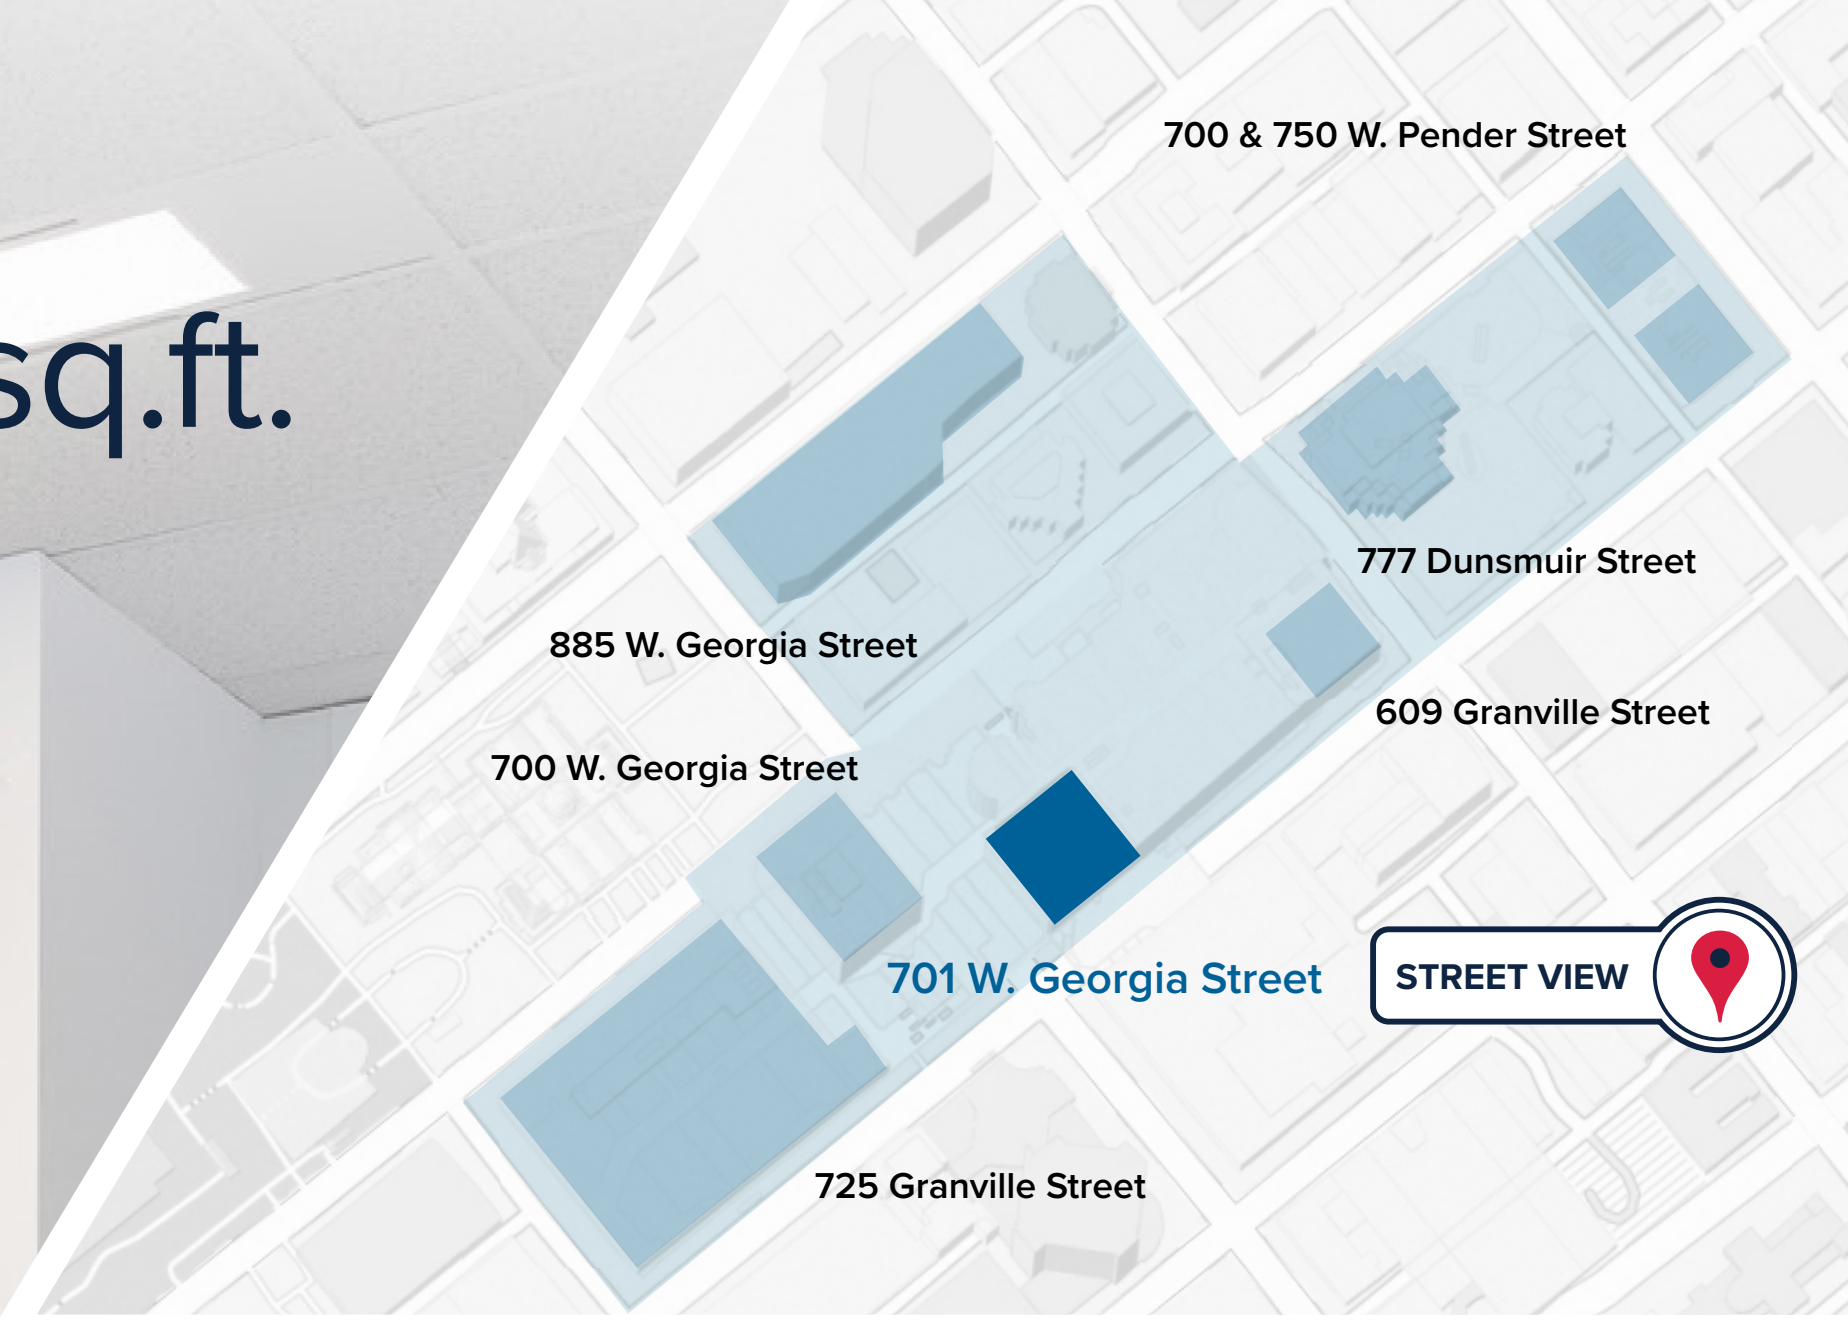 sq.ft.
700 & 750 W. Pender Street
777 Dunsmuir Street
885 W. Georgia Street
609 Granville Street
700 W. Georgia Street
701 W. Georgia Street
STREET VIEW
725 Granville Street